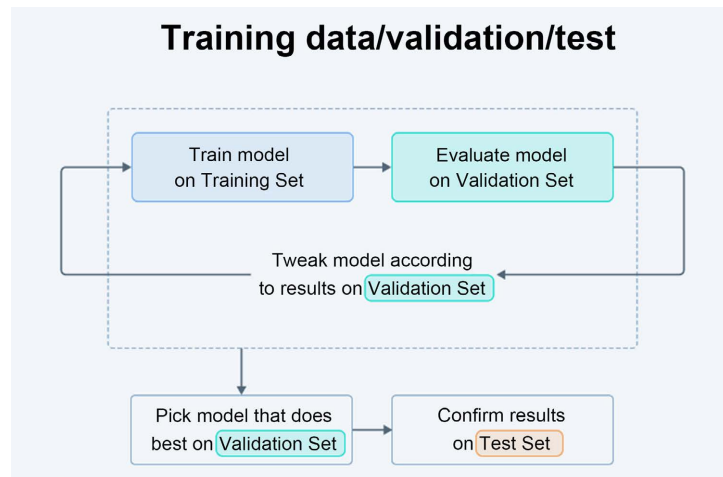 Training data/validation/test
Train model
on Training Set
Evaluate model
on Validation Set
Tweak model according
to results on Validation Set
Pick model that does
best on Validation Set
Confirm results
on Test Set